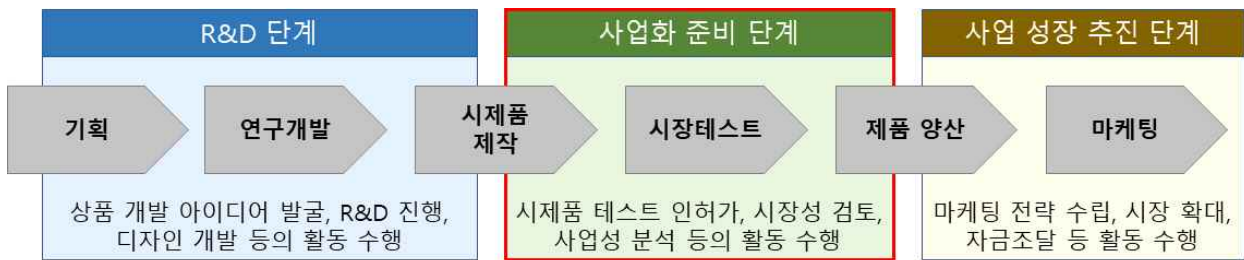 R&D 단계
사업화 준비 단계
사업 성장 추진 단계
기획
연구개발
시제품
제작
시장테스트
제품 양산
마케팅
상품 개발 아이디어 발굴, R&D 진행,
디자인 개발 등의 활동 수행
시제품 테스트 인허가, 시장성 검토,
사업성 분석 등의 활동 수행
마케팅 전략 수립, 시장 확대,
자금조달 등 활동 수행